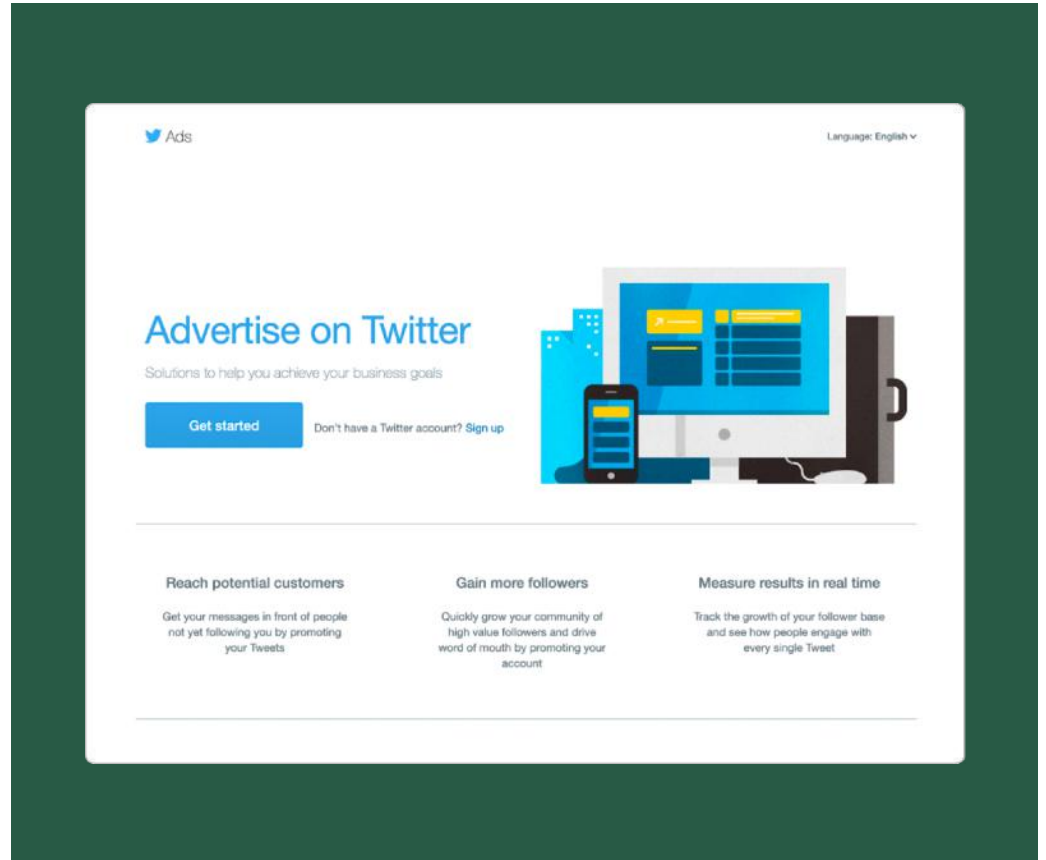 Ads
Language: English
Advertise on Twitter
Solutions to help you achieve your business goals
Get started
Don't have a Twitter account? Sign up
Reach potential customers
Get your messages in front of people
not yet following you by promoting
your Tweets
Gain more followers
Quickly grow your community of
high value followers and drive
word of mouth by promoting your
account
Measure results in real time
Track the growth of your follower base
and see how people engage with
every single Tweet